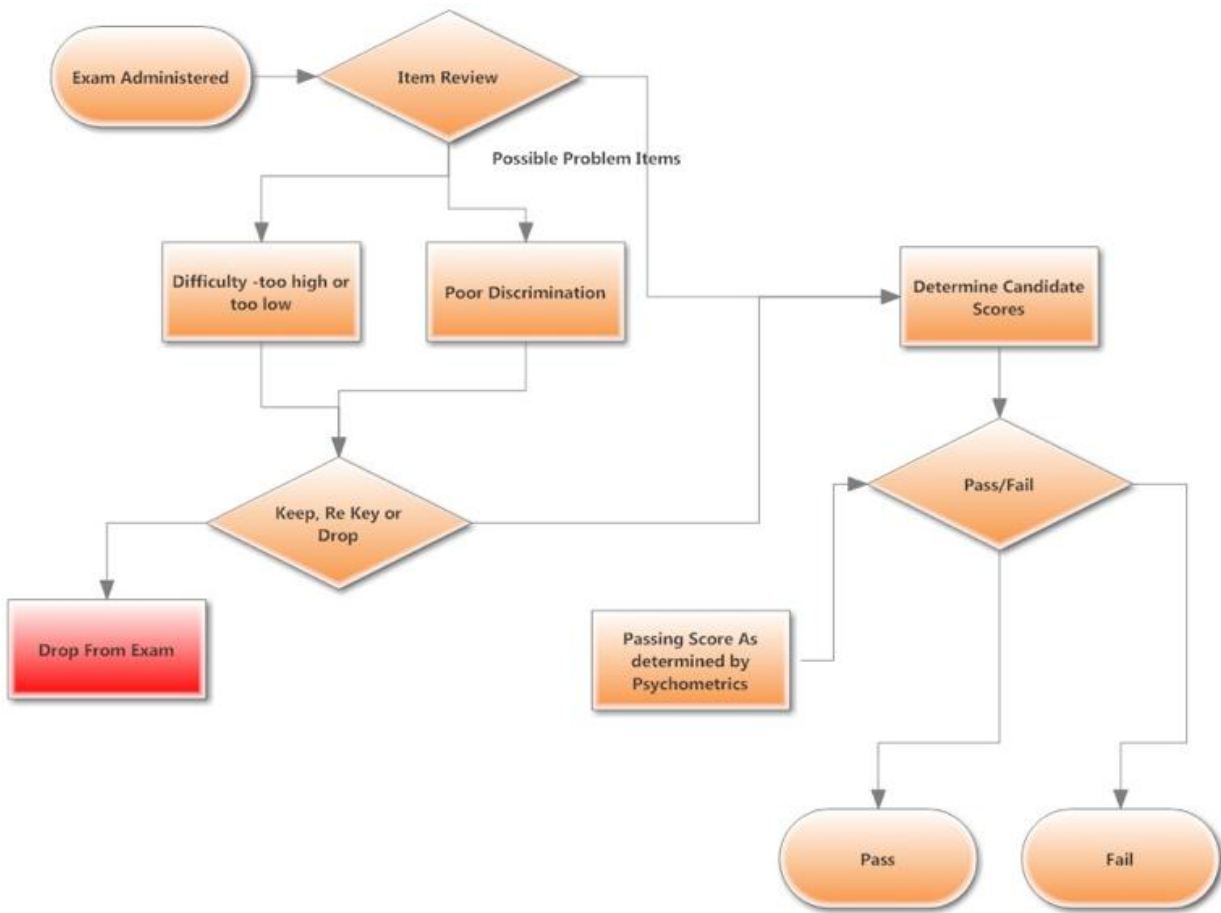 Exam Administered
Item Review
Possible Problem Items
Difficulty -too high or
too low
Poor Discrimination
Determine Candidate
Scores
Keep, Re Key or
Drop
Pass/Fail
Drop From Exam
Passing Score As
determined by
Psychometrics
Pass
Fail